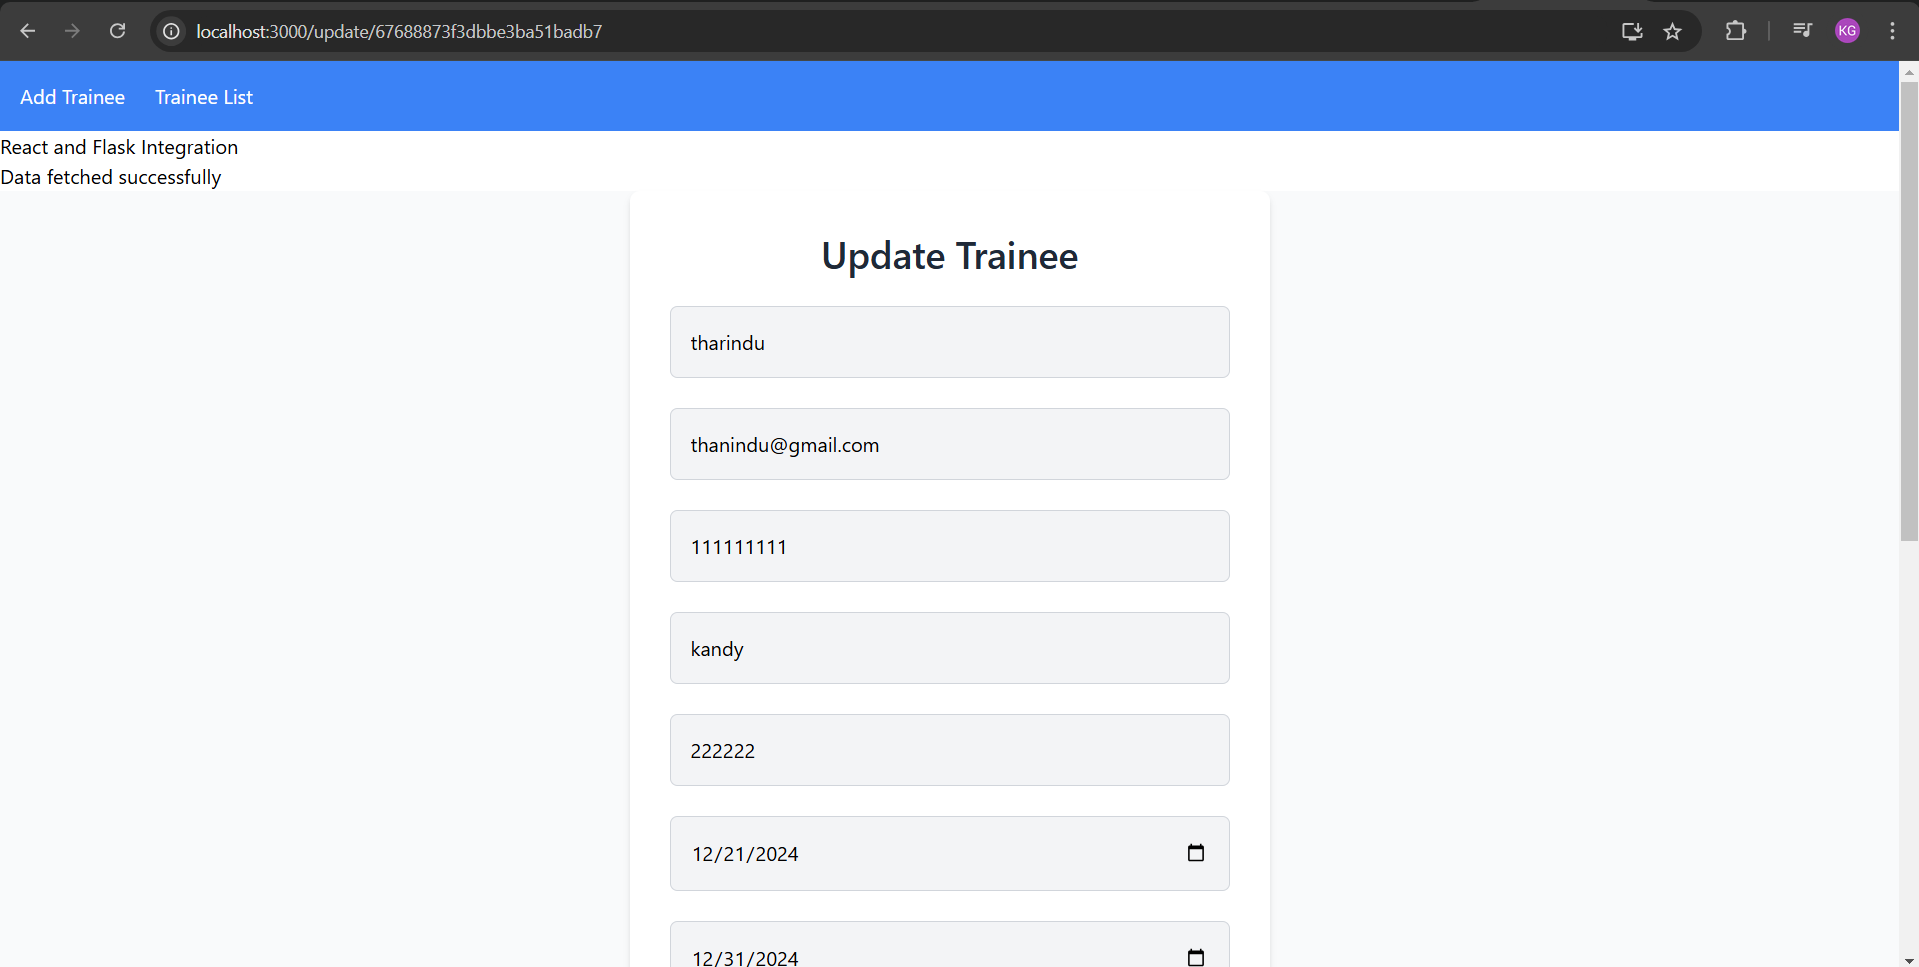 localhost:3000/update/67688873f3dbbe3ba51badb7
KG
Add Trainee Trainee List
React and Flask Integration
Data fetched successfully
Update Trainee
tharindu
thanindu@gmail.com
111111111
kandy
222222
12/21/2024
12/31/2024